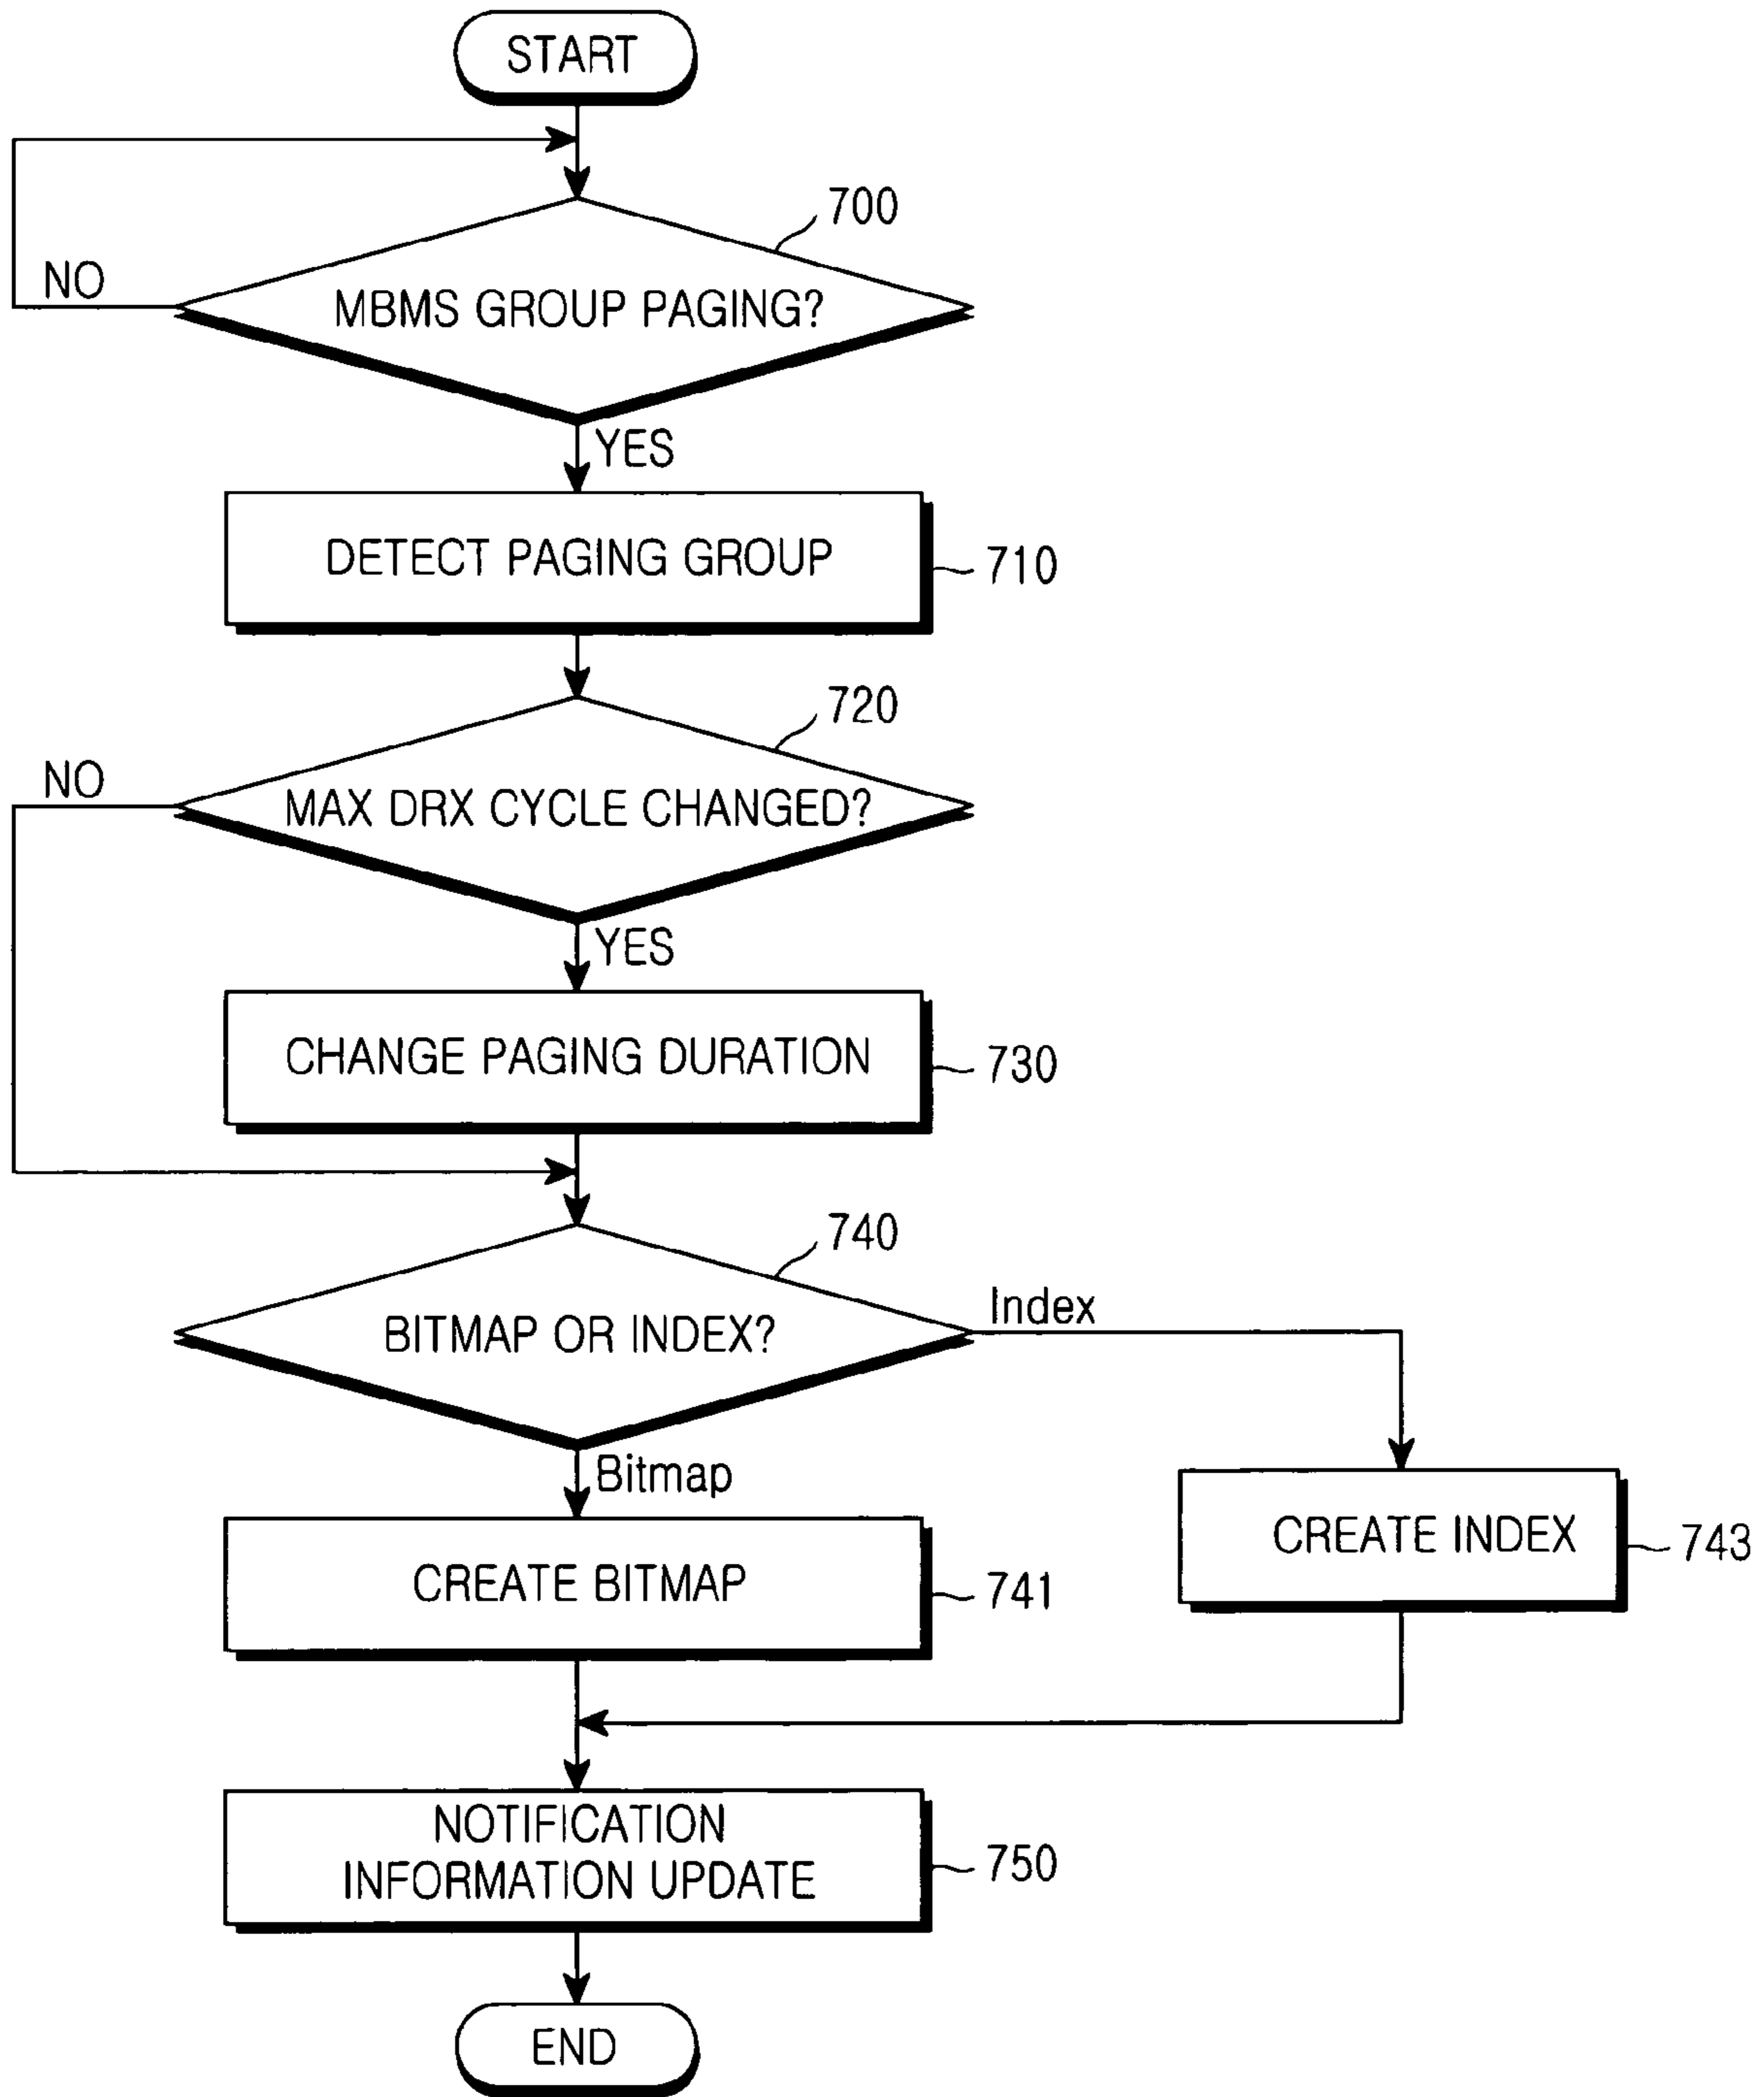 START
700
NO
MBMS GROUP PAGING?
YES
DETECT PAGING GROUP
710
720
NO
MAX DRX CYCLE CHANGED?
YES
CHANGE PAGING DURATION
730
740
Index
BITMAP OR INDEX?
Bitmap
CREATE INDEX
743
CREATE BITMAP
741
NOTIFICATION
INFORMATION UPDATE
750
END